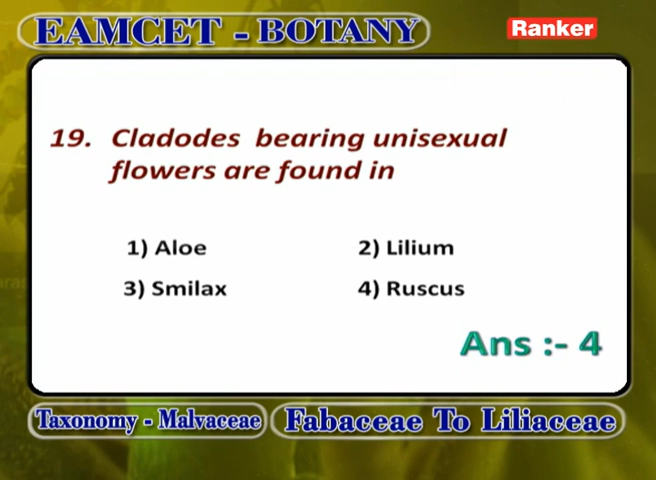 EAMCET - BOTANY
Ranker
19. Cladodes bearing unisexual
flowers are found in
1) Aloe 2) Lilium
3) Smilax 4) Ruscus
Ans :- 4
Taxonomy - Malvaceae Fabaceae To Liliaceae